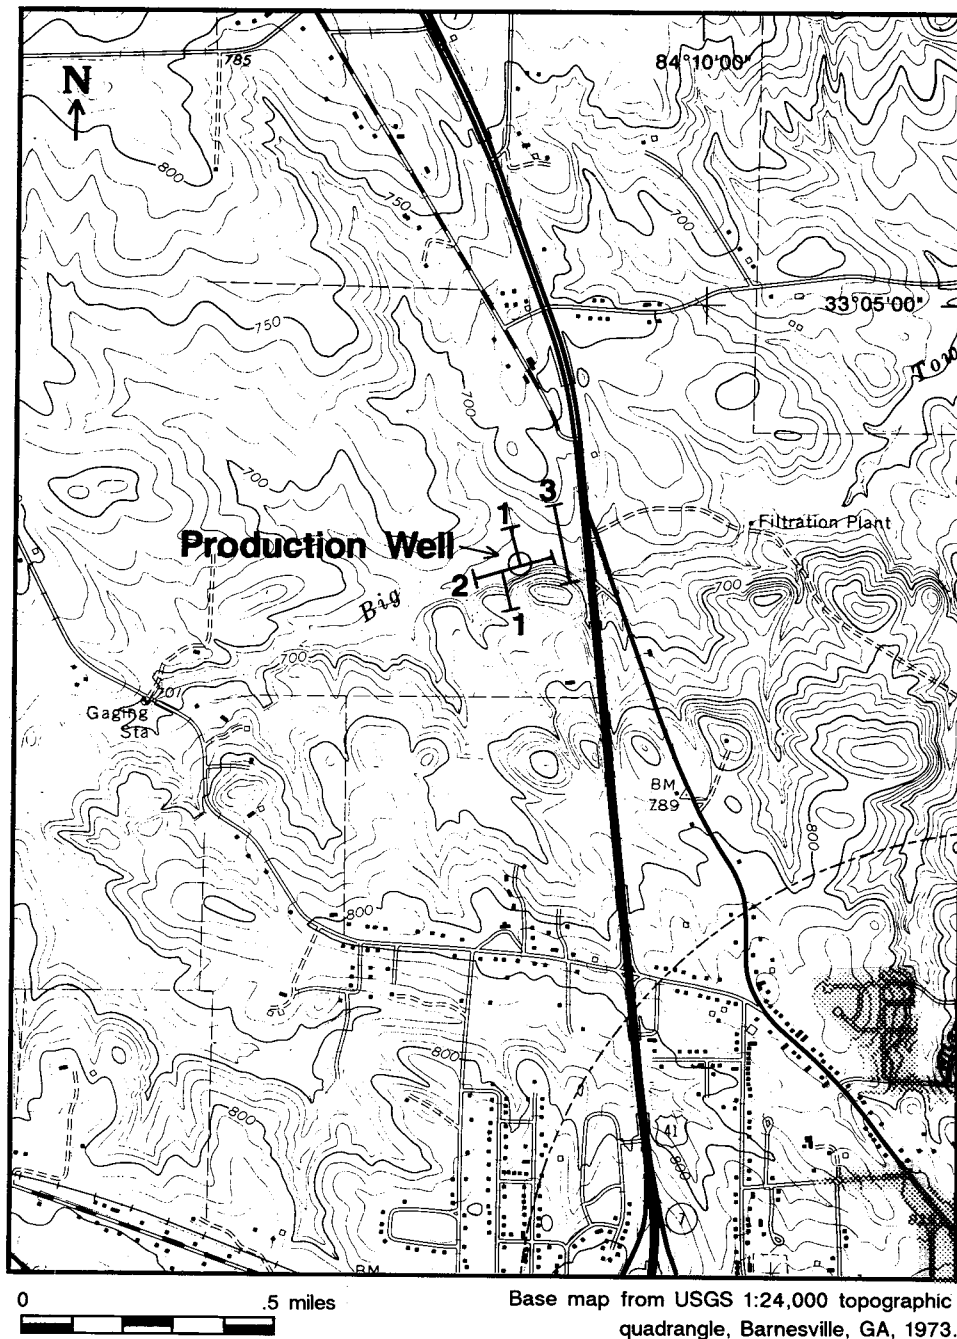 785
84°10'00"
N
800
750
700
33°05'00"
750
Tow
700
700
3
1
Filtration Plant
Production Well
2
Big
1
700
700
701
Gaging
Sta
BM
789
800
800
800
800
41
800
7
BM
0 .5 miles
Base map from USGS 1:24,000 topographic
quadrangle, Barnesville, GA, 1973.